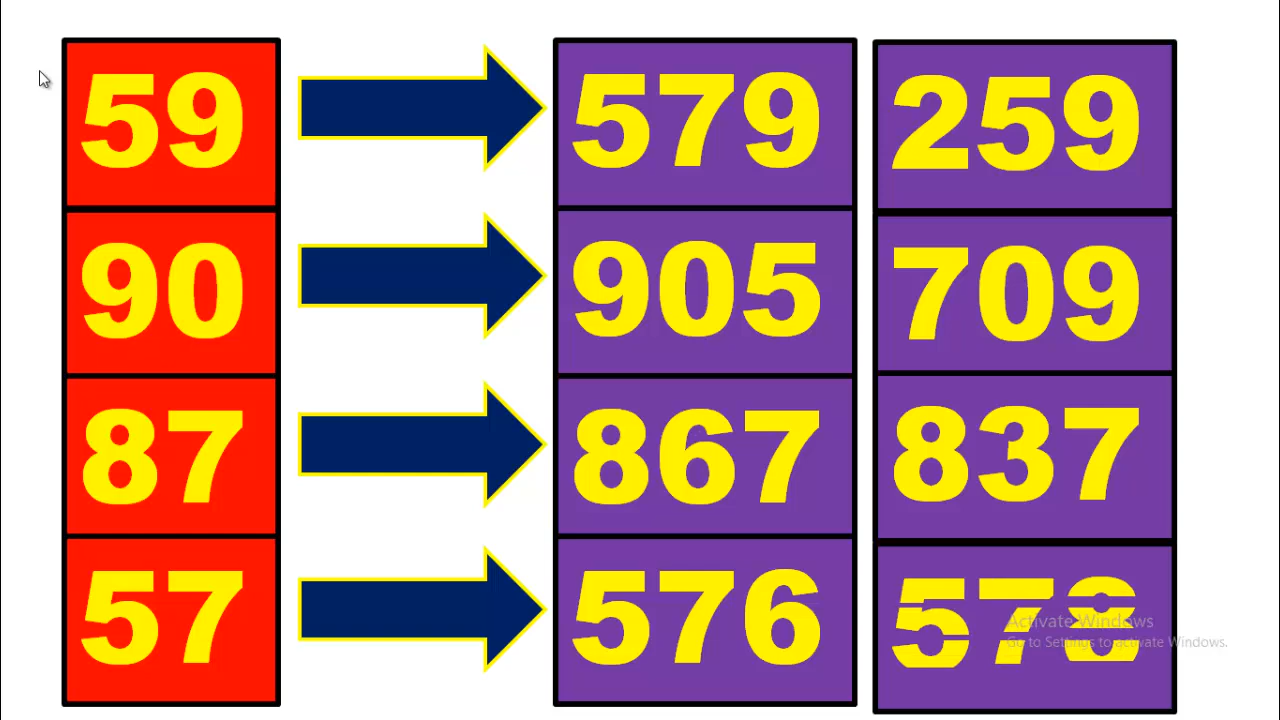 59 579 259
90 905 709
87 867 837
57 576 578
Activate Windows
Go to Settings to activate Windows.